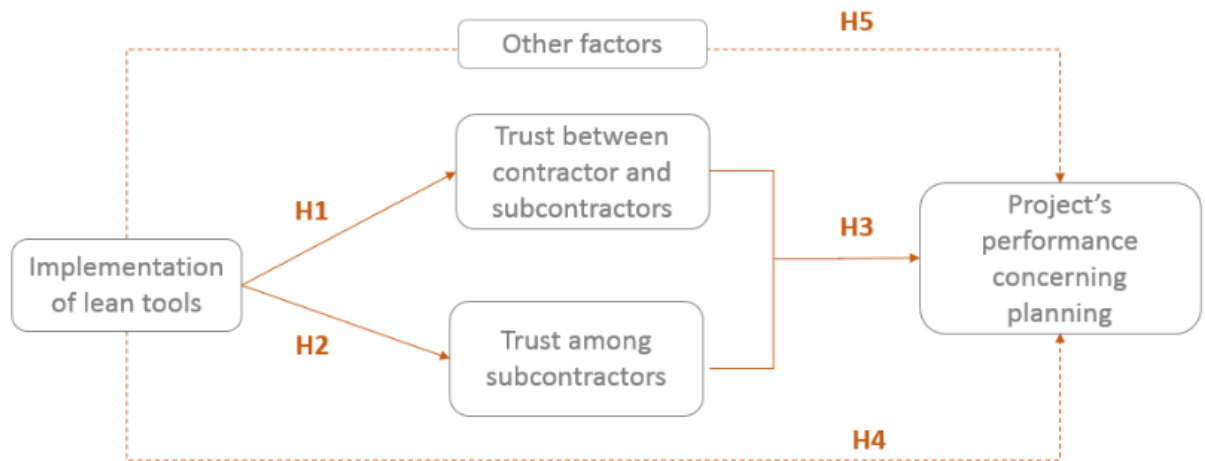 H5
Other factors
Trust between
contractor and
subcontractors
H1
H3
Project's
performance
concerning
planning
Implementation
of lean tools
H2
Trust among
subcontractors
H4